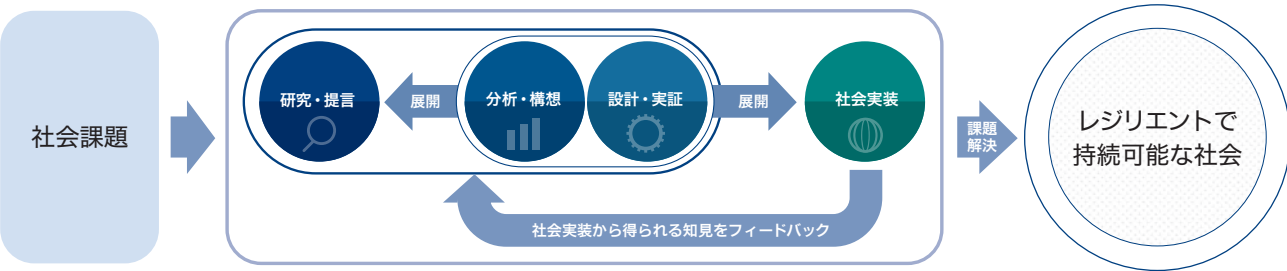 社会課題
研究・提言
展開
分析・構想
設計・実証
展開
社会実装
社会実装から得られる知見をフィードバック
課題
解決
レジリエントで
持続可能な社会